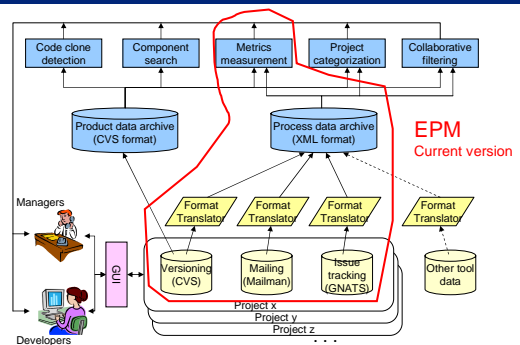 Code clone
detection
Component
search
Metrics
measurement
Project
categorization
Collaborative
filtering
Product data archive
(CVS format)
Process data archive
(XML format)
EPM
Current version
Managers
Format
Translator
Format
Translator
Format
Translator
Format
Translator
GUI
Versioning
(CVS)
Mailing
(Mailman)
Issue
tracking
(GNATS)
Other tool
data
Project x
Project y
Project z
Developers
. . .